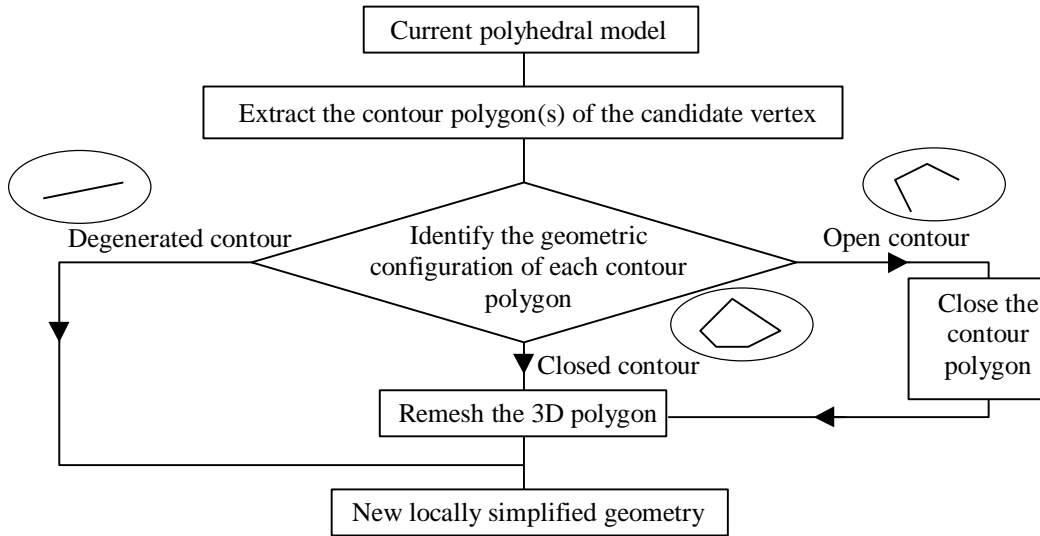 Current polyhedral model
Extract the contour polygon(s) of the candidate vertex
Degenerated contour
Identify the geometric
configuration of each contour
polygon
Open contour
Close the
contour
polygon
Closed contour
Remesh the 3D polygon
New locally simplified geometry